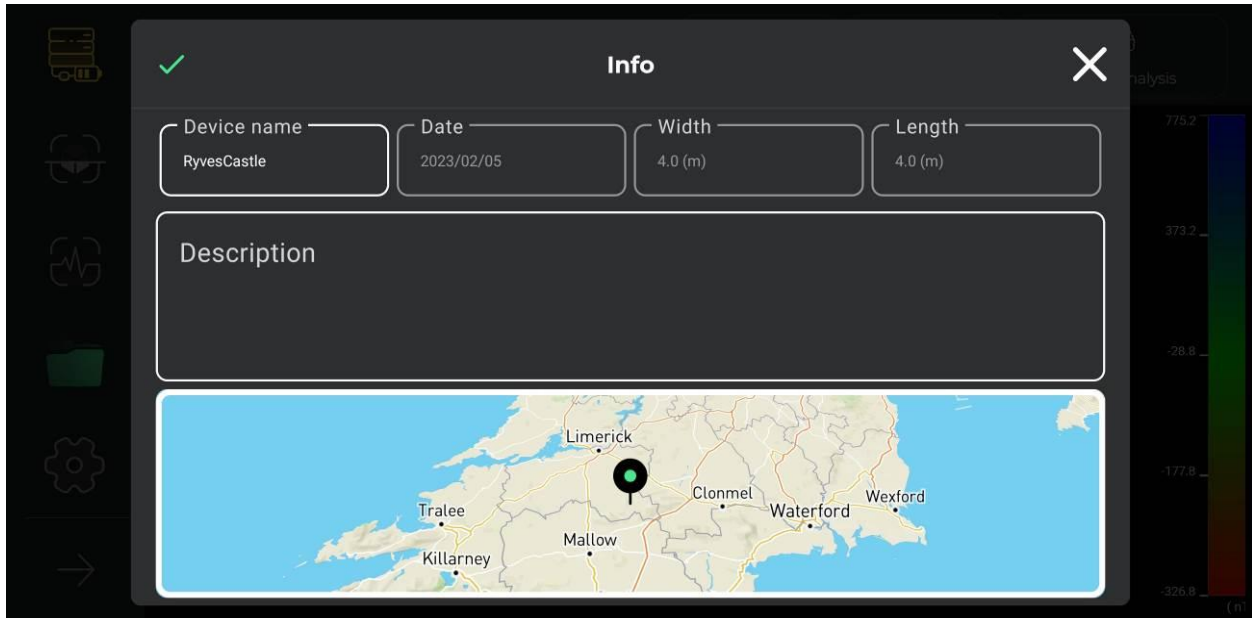 Info
nalysis
Device name
Date
Width
Length
RyvesCastle
2023/02/05
4.0 (m)
4.0 (m)
Description
Limerick
Clonmel
Wexford
Tralee
Waterford
Mallow
Killarney
775.2
373.2
-28.8
-177.8
-326.8